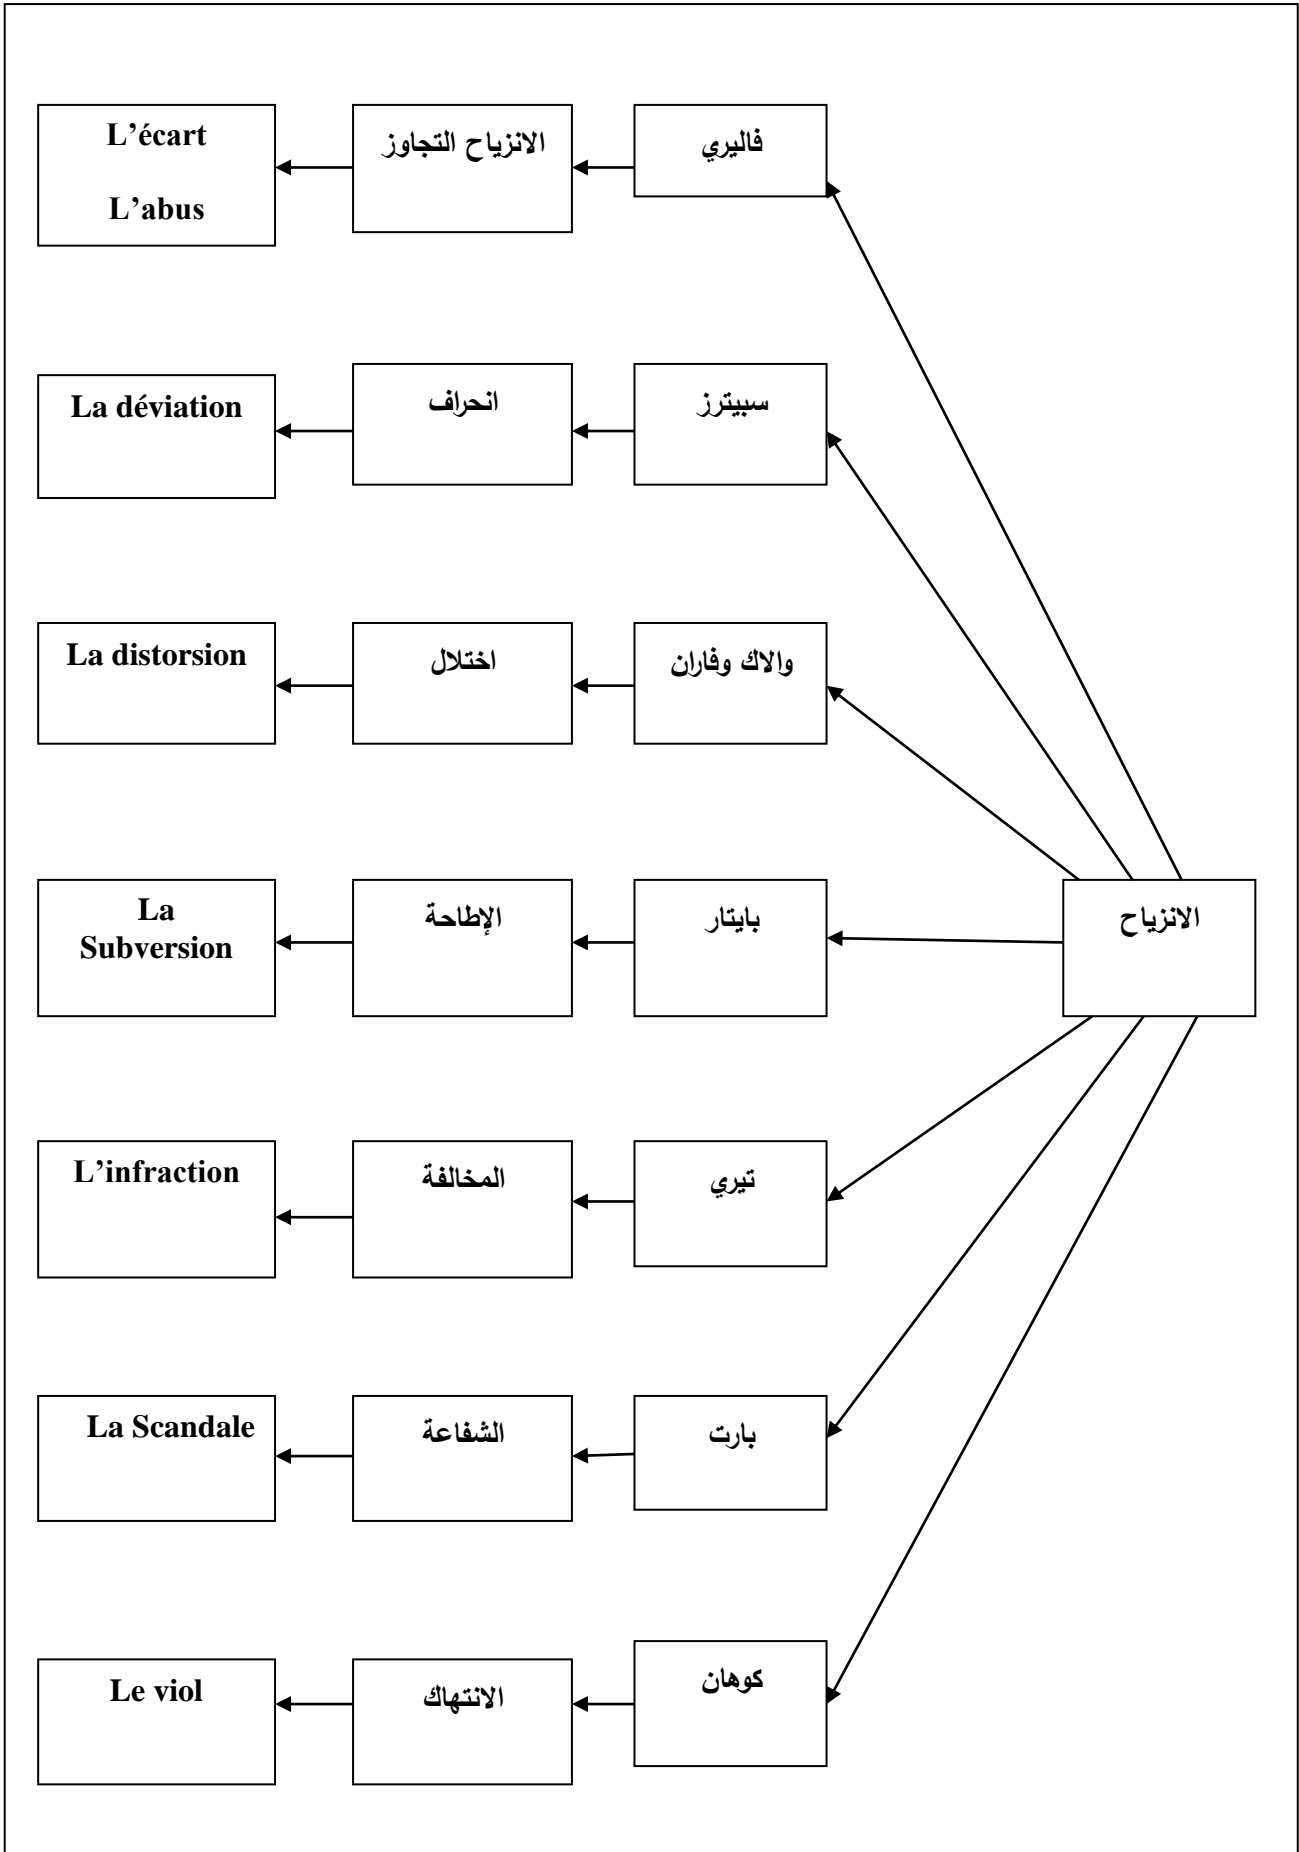 فاليري
الانزياح التجاوز
L’écart
L’abus
سبيترز
انحراف
La déviation
والاك وفاران
اختلال
La distorsion
الانزياح
بايتار
الإطاحة
La
Subversion
تيري
المخالفة
L’infraction
بارت
الشفاعة
La Scandale
كوهان
الانتهاك
Le viol